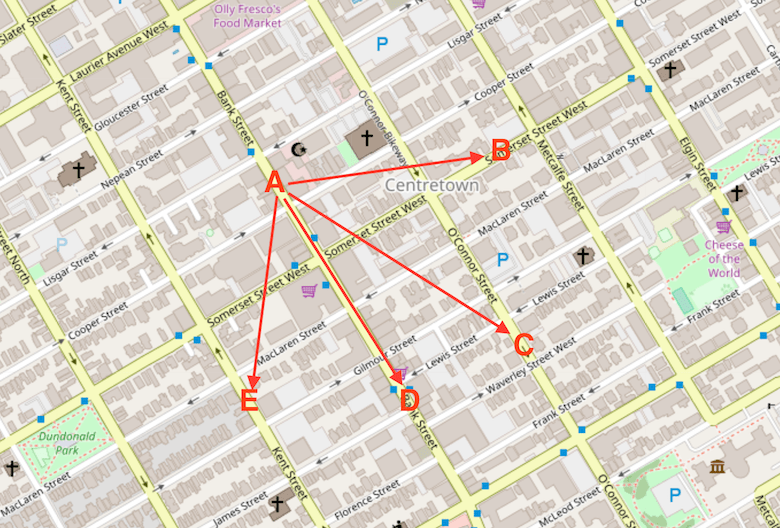 Olly Fresco's
Food Market
P
Slater Street
Laurier Avenue West
Lisgar Street
Somerset Street West
Kent Street
Gloucester Street
Bank Street
O'Connor Bikeway
Cooper Street
MacLaren Street
Nepean Street
A
B
Somerset Street West
Metcalfe Street
MacLaren Street
Elgin Street
Centretown
Somerset Street West
MacLaren Street
P
Lisgar Street
O'Connor Street
P
Cheese
of the
World
Somerset Street West
Lewis Street
Frank Street
Cooper Street
MacLaren Street
Gilmour Street
Lewis Street
C
Waverley Street West
E
D
Bank Street
Frank Street
Dundonald
Park
Kent Street
MacLaren Street
James Street
Florence Street
McLeod Street
O'Connor
P